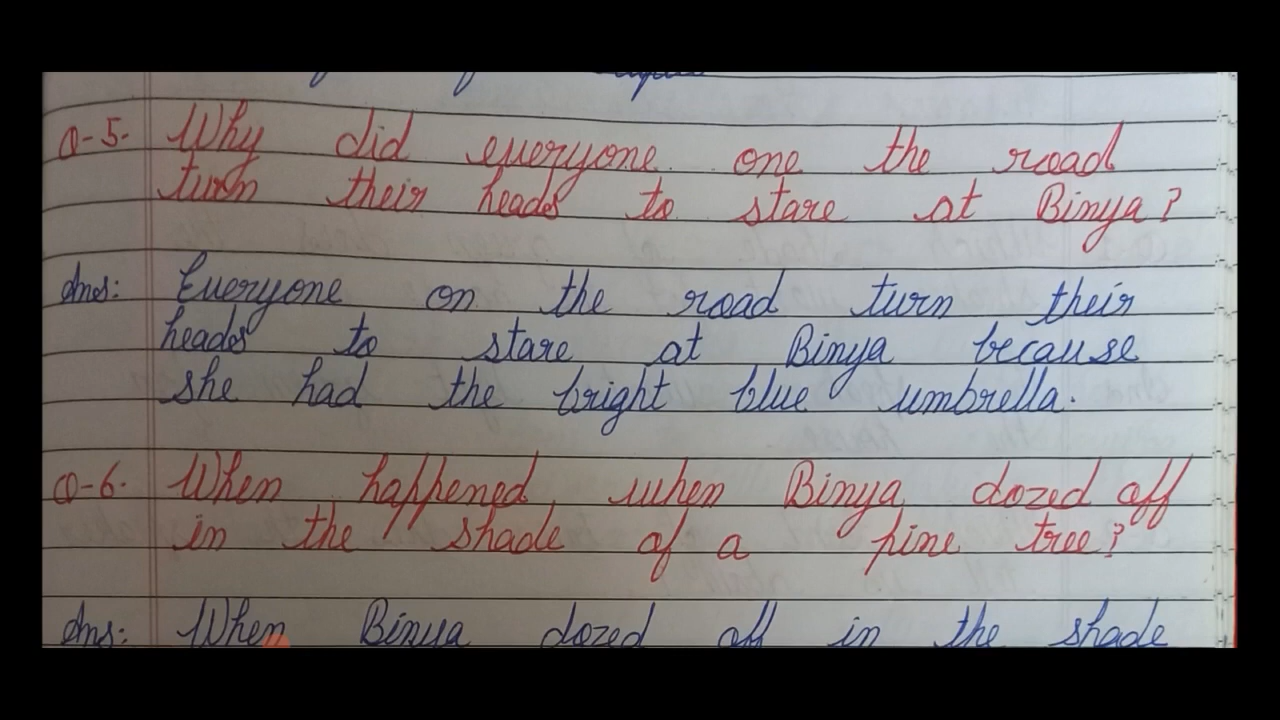 Q-5. Why did everyone one the road
turn their heads to stare at Binya?
Ans: Everyone on the road turn their
heads to stare at Binya because
she had the bright blue umbrella.
Q-6. When happened when Binya dozed off
in the shade of a pine tree?
Ans: When Binya dozed off in the shade